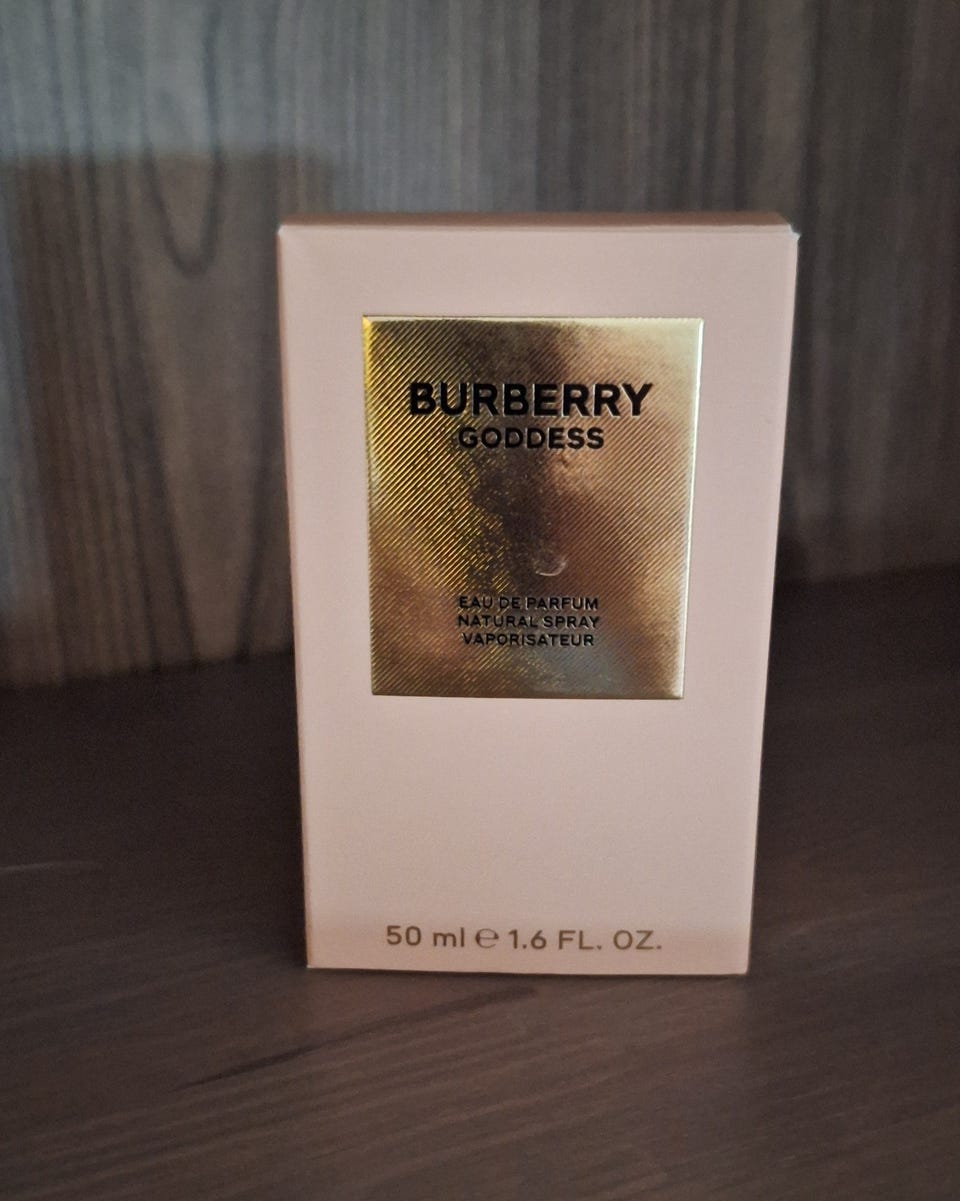 BURBERRY
GODDESS
EAU DE PARFUM
NATURAL SPRAY
VAPORISATEUR
50 ml ℮ 1.6 FL. OZ.